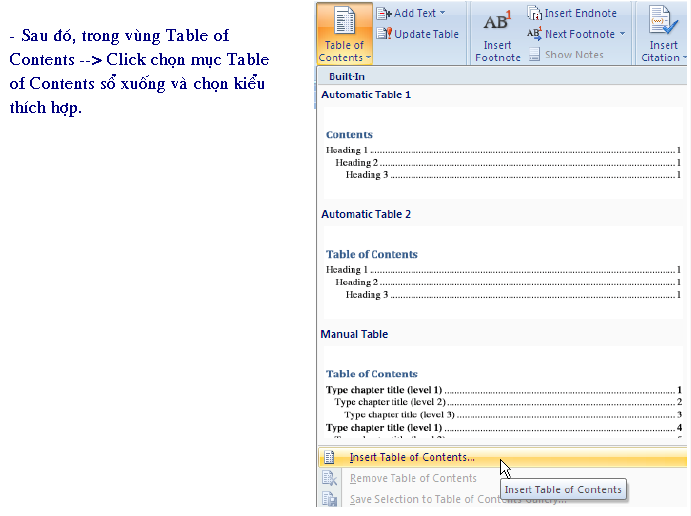 - Sau đó, trong vùng Table of
Contents --> Click chọn mục Table
of Contents sổ xuống và chọn kiểu
thích hợp.
Table of
Contents
Add Text
Update Table
AB1
Insert
Footnote
Insert Endnote
AB Next Footnote
Show Notes
Insert
Citation
Built-In
Automatic Table 1
Contents
Heading 1 ........ 1
Heading 2 ........ 1
Heading 3 ........ 1
Automatic Table 2
Table of Contents
Heading 1 ........ 1
Heading 2 ........ 1
Heading 3 ........ 1
Manual Table
Table of Contents
Type chapter title (level 1) ........ 1
Type chapter title (level 2) ........ 2
Type chapter title (level 3) ........ 3
Type chapter title (level 1) ........ 4
Insert Table of Contents...
Remove Table of Contents
Insert Table of Contents
Save Selection to Table of Contents Gallery...